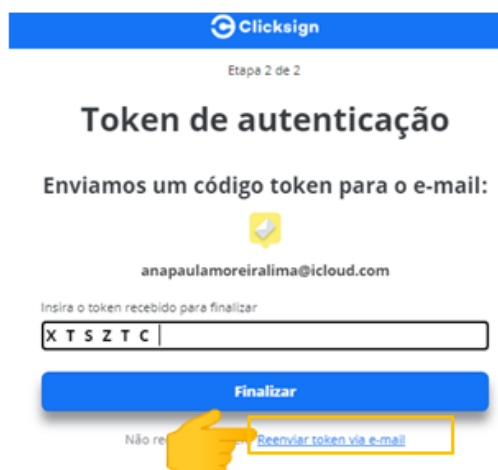 Clicksign
Etapa 2 de 2
Token de autenticação
Enviamos um código token para o e-mail:
anapaulamoreiralima@icloud.com
Insira o token recebido para finalizar
X T S Z T C
Finalizar
Não Reenviar token via e-mail